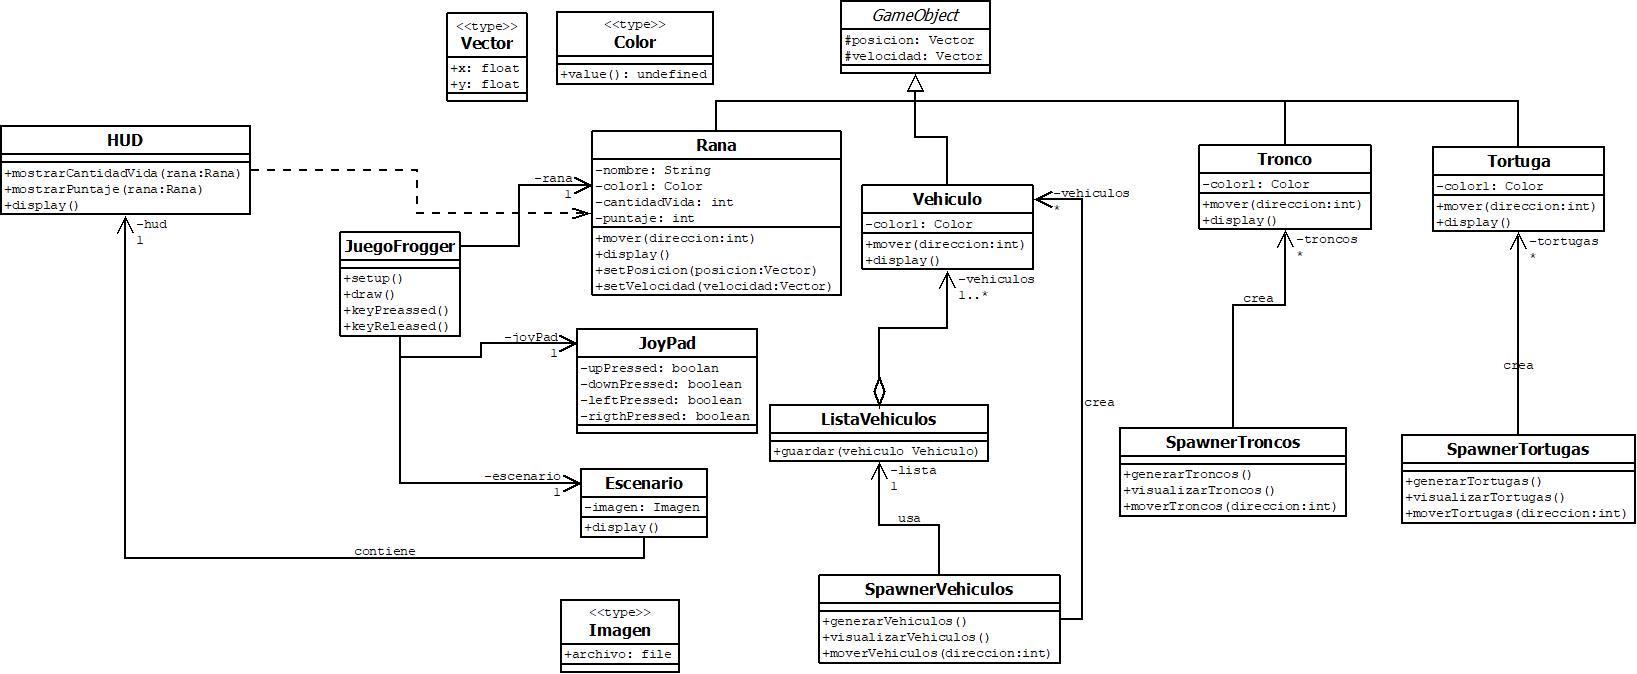 <<type>>
Vector
+x: float
+y: float
<<type>>
Color
+value(): undefined
GameObject
#posicion: Vector
#velocidad: Vector
HUD
+mostrarCantidadVida(rana:Rana)
+mostrarPuntaje(rana:Rana)
+display()
-hud
1
JuegoFrogger
+setup()
+draw()
+keyPreassed()
+keyReleased()
-rana
1
Rana
-nombre: String
-color1: Color
-cantidadVida: int
-puntaje: int
+mover(direccion:int)
+display()
+setPosicion(posicion:Vector)
+setVelocidad(velocidad:Vector)
Vehiculo
-color1: Color
+mover(direccion:int)
+display()
-vehiculos
*
-vehiculos
1..*
Tronco
-color1: Color
+mover(direccion:int)
+display()
-troncos
*
crea
Tortuga
-color1: Color
+mover(direccion:int)
+display()
-tortugas
*
crea
-joyPad
1
JoyPad
-upPressed: boolan
-downPressed: boolean
-leftPressed: boolean
-rigthPressed: boolean
crea
ListaVehiculos
+guardar(vehiculo Vehiculo)
-lista
1
usa
SpawnerTroncos
+generarTroncos()
+visualizarTroncos()
+moverTroncos(direccion:int)
SpawnerTortugas
+generarTortugas()
+visualizarTortugas()
+moverTortugas(direccion:int)
-escenario
1
Escenario
-imagen: Imagen
+display()
contiene
SpawnerVehiculos
+generarVehiculos()
+visualizarVehiculos()
+moverVehiculos(direccion:int)
<<type>>
Imagen
+archivo: file